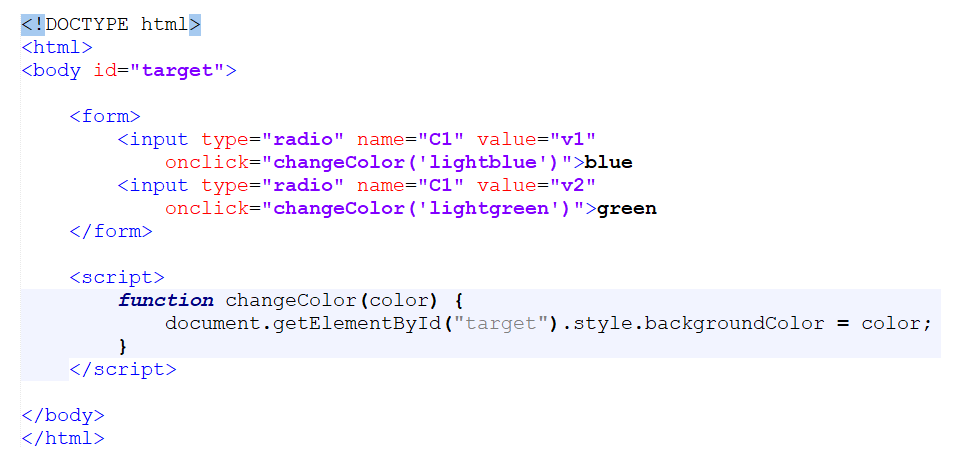 <!DOCTYPE html>
<html>
<body id="target">
<form>
<input type="radio" name="C1" value="v1"
onclick="changeColor('lightblue')">blue
<input type="radio" name="C1" value="v2"
onclick="changeColor('lightgreen')">green
</form>
<script>
function changeColor(color) {
document.getElementById("target").style.backgroundColor = color;
}
</script>
</body>
</html>